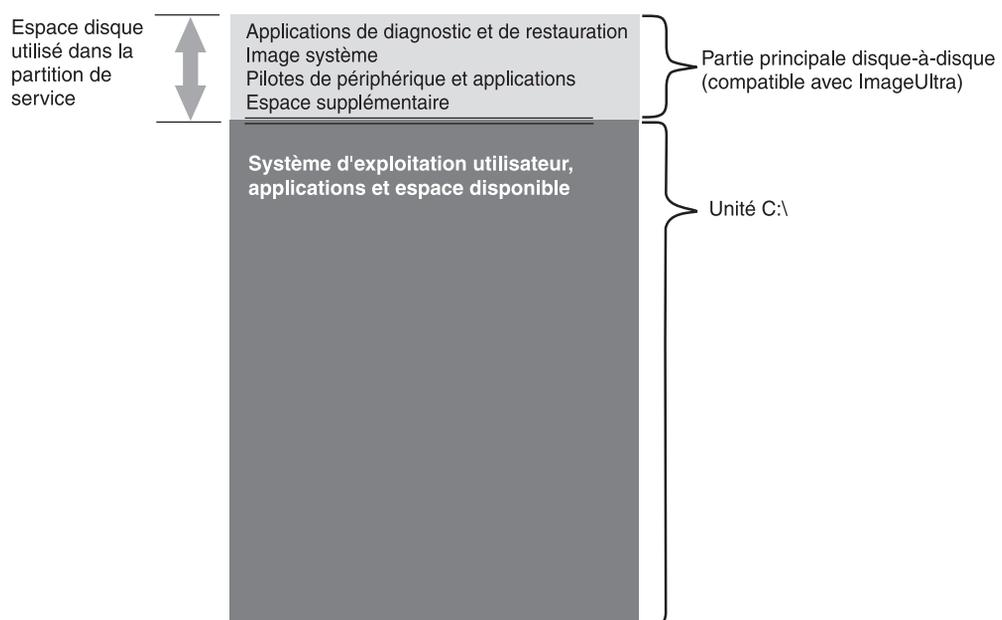 Espace disque
utilisé dans la
partition de
service
Applications de diagnostic et de restauration
Image système
Pilotes de périphérique et applications
Espace supplémentaire
Partie principale disque-à-disque
(compatible avec ImageUltra)
Système d'exploitation utilisateur,
applications et espace disponible
Unité C:\